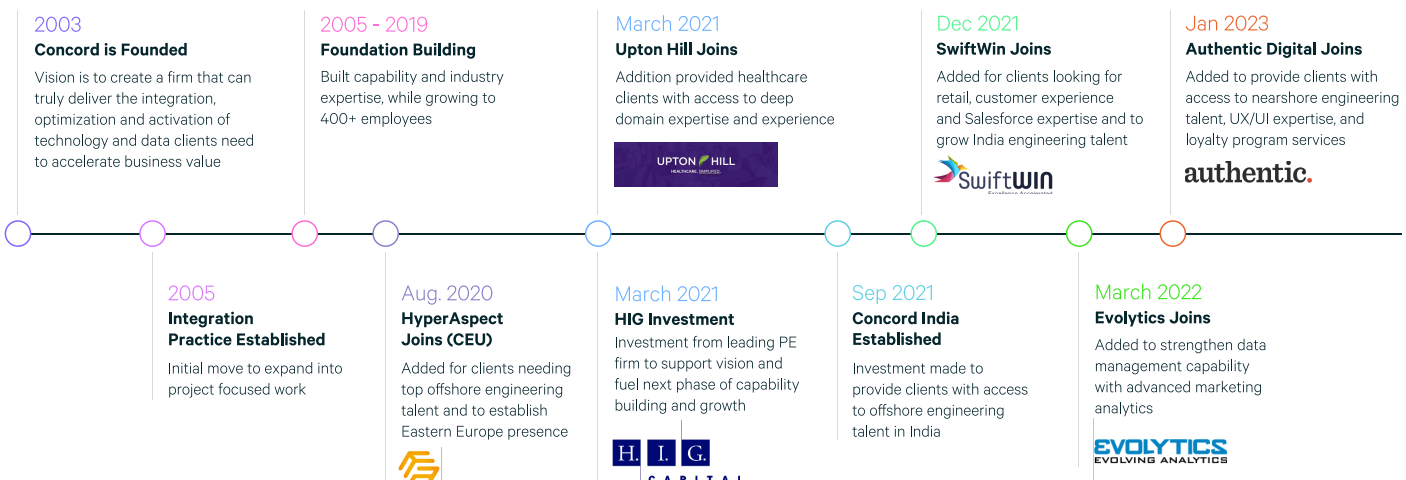 2003
Concord is Founded
Vision is to create a firm that can
truly deliver the integration,
optimization and activation of
technology and data clients need
to accelerate business value
2005 - 2019
Foundation Building
Built capability and industry
expertise, while growing to
400+ employees
March 2021
Upton Hill Joins
Addition provided healthcare
clients with access to deep
domain expertise and experience
UPTON HILL
HEALTHCARE. SIMPLIFIED.
Dec 2021
SwiftWin Joins
Added for clients looking for
retail, customer experience
and Salesforce expertise and to
grow India engineering talent
SwiftWIN
Excellence Accelerated
Jan 2023
Authentic Digital Joins
Added to provide clients with
access to nearshore engineering
talent, UX/UI expertise, and
loyalty program services
authentic.
2005
Integration
Practice Established
Initial move to expand into
project focused work
Aug. 2020
HyperAspect
Joins (CEU)
Added for clients needing
top offshore engineering
talent and to establish
Eastern Europe presence
March 2021
HIG Investment
Investment from leading PE
firm to support vision and
fuel next phase of capability
building and growth
H. I. G.
CAPITAL
Sep 2021
Concord India
Established
Investment made to
provide clients with access
to offshore engineering
talent in India
March 2022
Evolytics Joins
Added to strengthen data
management capability
with advanced marketing
analytics
EVOLYTICS
EVOLVING ANALYTICS